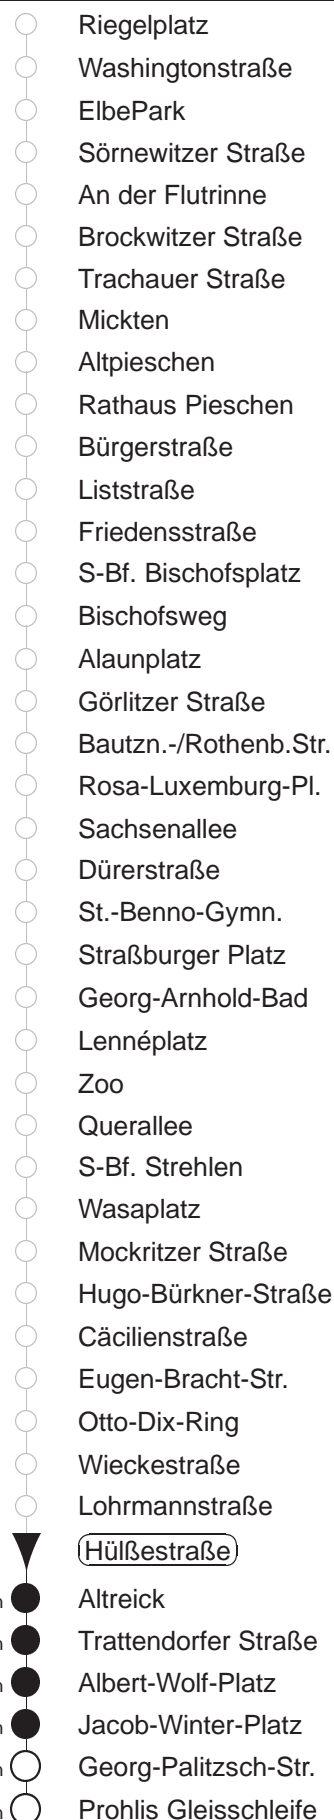 Riegelplatz
Washingtonstraße
ElbePark
Sörnewitzer Straße
An der Flutrinne
Brockwitzer Straße
Trachauer Straße
Mickten
Altpieschen
Rathaus Pieschen
Bürgerstraße
Liststraße
Friedensstraße
S-Bf. Bischofsplatz
Bischofsweg
Alaunplatz
Görlitzer Straße
Bautzn.-/Rothenb.Str.
Rosa-Luxemburg-Pl.
Sachsenallee
Dürerstraße
St.-Benno-Gymn.
Straßburger Platz
Georg-Arnhold-Bad
Lennéplatz
Zoo
Querallee
S-Bf. Strehlen
Wasaplatz
Mockritzer Straße
Hugo-Bürkner-Straße
Cäcilienstraße
Eugen-Bracht-Str.
Otto-Dix-Ring
Wieckestraße
Lohrmannstraße
Hülßestraße
Altreick
Trattendorfer Straße
Albert-Wolf-Platz
Jacob-Winter-Platz
Georg-Palitzsch-Str.
Prohlis Gleisschleife